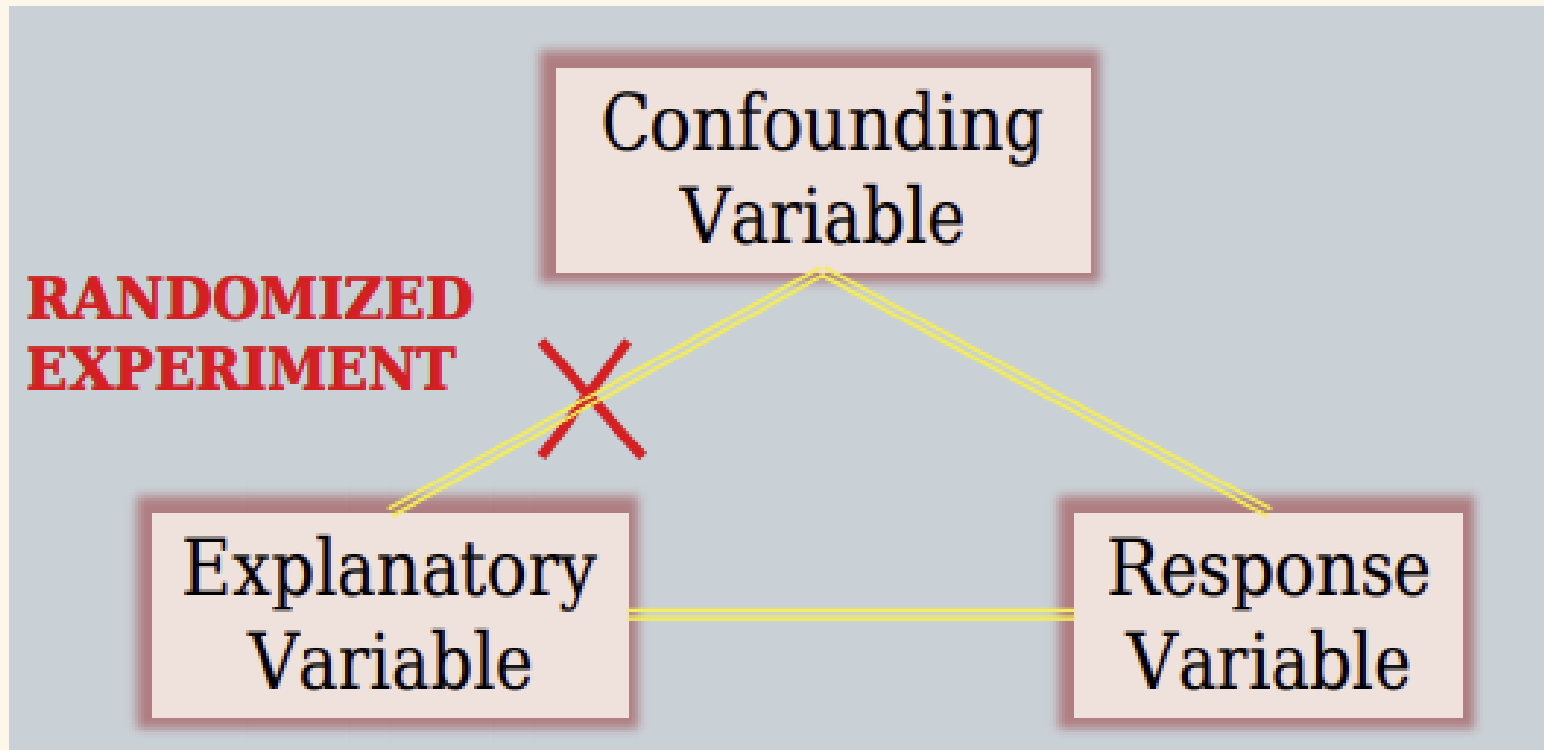 Confounding
Variable
RANDOMIZED
EXPERIMENT
Explanatory
Variable
Response
Variable